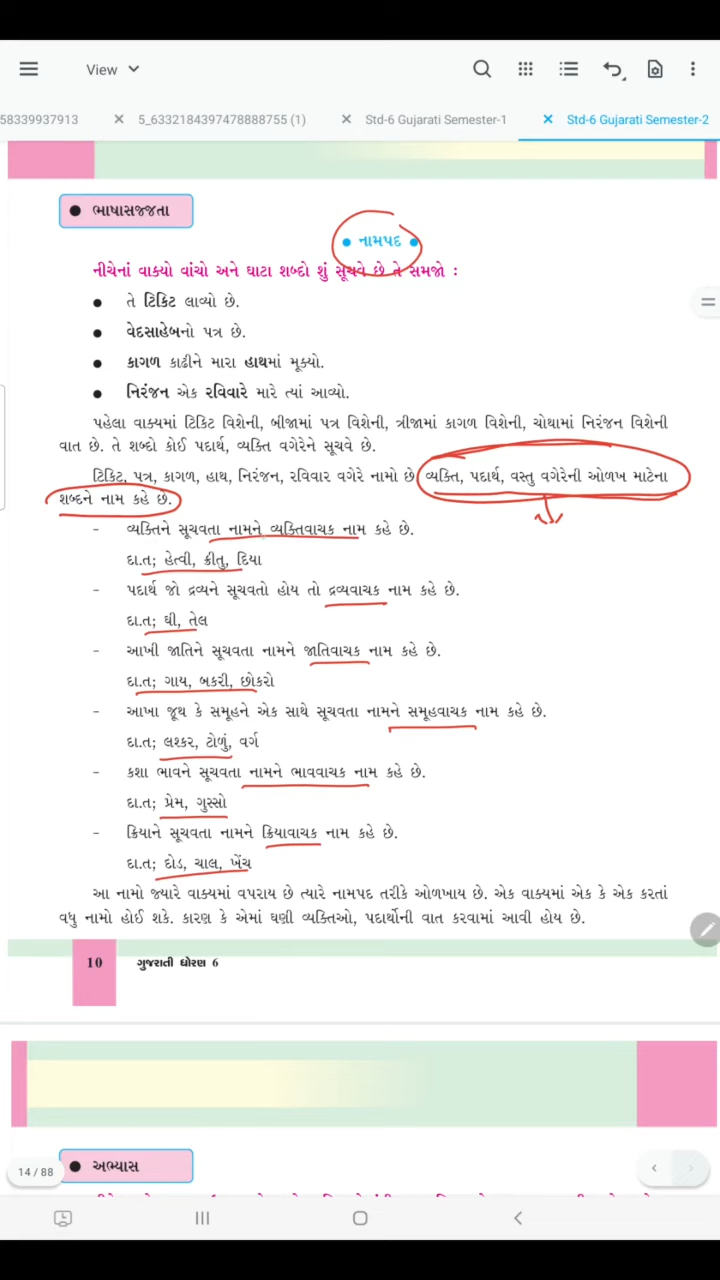 View
58339937913 × 5_6332184397478888755 (1) × Std-6 Gujarati Semester-1 × Std-6 Gujarati Semester-2
● ભાષાસજ્જતા
● નામપદ ●
નીચેનાં વાક્યો વાંચો અને ઘાટા શબ્દો શું સૂચવે છે તે સમજો :
● તે ટિકિટ લાવ્યો છે.
● વેદસાહેબનો પત્ર છે.
● કાગળ કાઢીને મારા હાથમાં મૂક્યો.
● નિરંજન એક રવિવારે મારે ત્યાં આવ્યો.
પહેલા વાક્યમાં ટિકિટ વિશેની, બીજામાં પત્ર વિશેની, ત્રીજામાં કાગળ વિશેની, ચોથામાં નિરંજન વિશેની
વાત છે. તે શબ્દો કોઈ પદાર્થ, વ્યક્તિ વગેરેને સૂચવે છે.
ટિકિટ, પત્ર, કાગળ, હાથ, નિરંજન, રવિવાર વગેરે નામો છે વ્યક્તિ, પદાર્થ, વસ્તુ વગેરેની ઓળખ માટેના
શબ્દને નામ કહે છે.
- વ્યક્તિને સૂચવતા નામને વ્યક્તિવાચક નામ કહે છે.
દા.ત; હેત્વી, ક્રીતુ, દિયા
- પદાર્થ જો દ્રવ્યને સૂચવતો હોય તો દ્રવ્યવાચક નામ કહે છે.
દા.ત; ઘી, તેલ
- આખી જાતિને સૂચવતા નામને જાતિવાચક નામ કહે છે.
દા.ત; ગાય, બકરી, છોકરો
- આખા જૂથ કે સમૂહને એક સાથે સૂચવતા નામને સમૂહવાચક નામ કહે છે.
દા.ત; લશ્કર, ટોળું, વર્ગ
- કશા ભાવને સૂચવતા નામને ભાવવાચક નામ કહે છે.
દા.ત; પ્રેમ, ગુસ્સો
- ક્રિયાને સૂચવતા નામને ક્રિયાવાચક નામ કહે છે.
દા.ત; દોડ, ચાલ, ખેંચ
આ નામો જ્યારે વાક્યમાં વપરાય છે ત્યારે નામપદ તરીકે ઓળખાય છે. એક વાક્યમાં એક કે એક કરતાં
વધુ નામો હોઈ શકે. કારણ કે એમાં ઘણી વ્યક્તિઓ, પદાર્થોની વાત કરવામાં આવી હોય છે.
10 ગુજરાતી ધોરણ 6
14 / 88
● અભ્યાસ